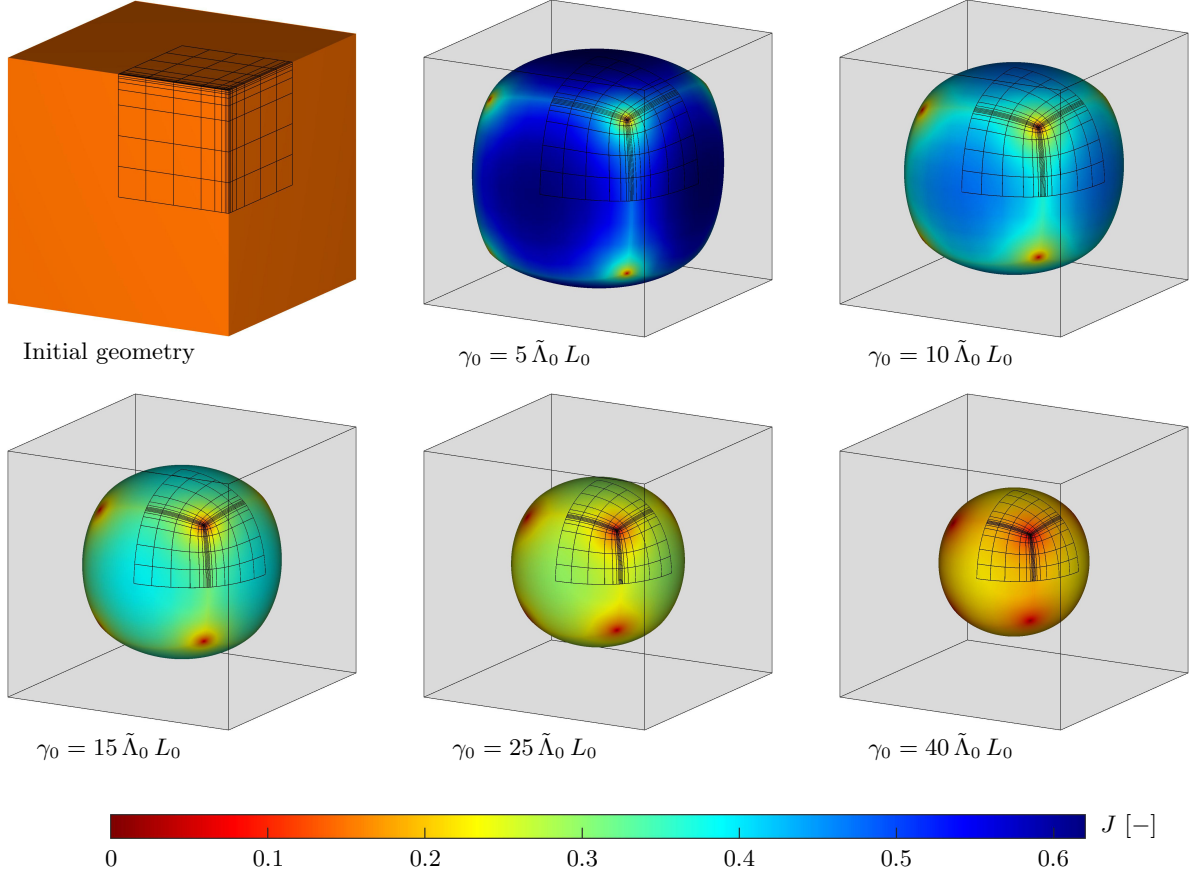 Initial geometry
γ₀ = 5 Λ̃₀ L₀
γ₀ = 10 Λ̃₀ L₀
γ₀ = 15 Λ̃₀ L₀
γ₀ = 25 Λ̃₀ L₀
γ₀ = 40 Λ̃₀ L₀
J [−]
0 0.1 0.2 0.3 0.4 0.5 0.6